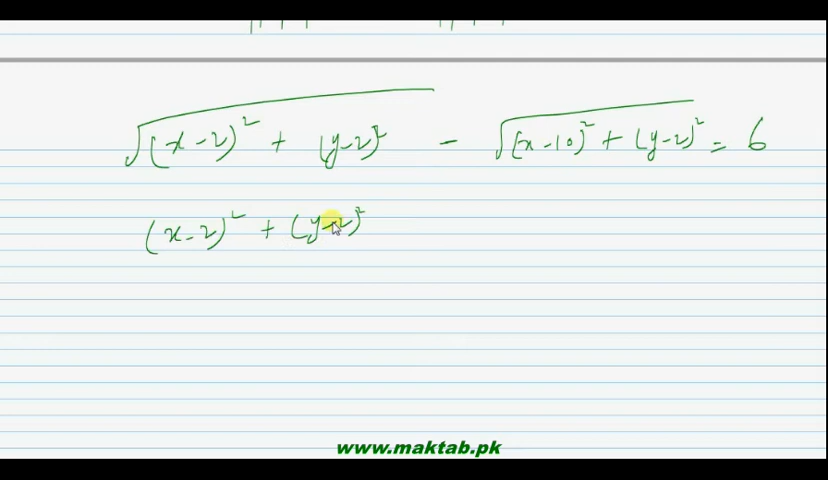 √(x-2)² + (y-2)² - √(x-10)² + (y-2)² = 6
(x-2)² + (y-2)²
www.maktab.pk